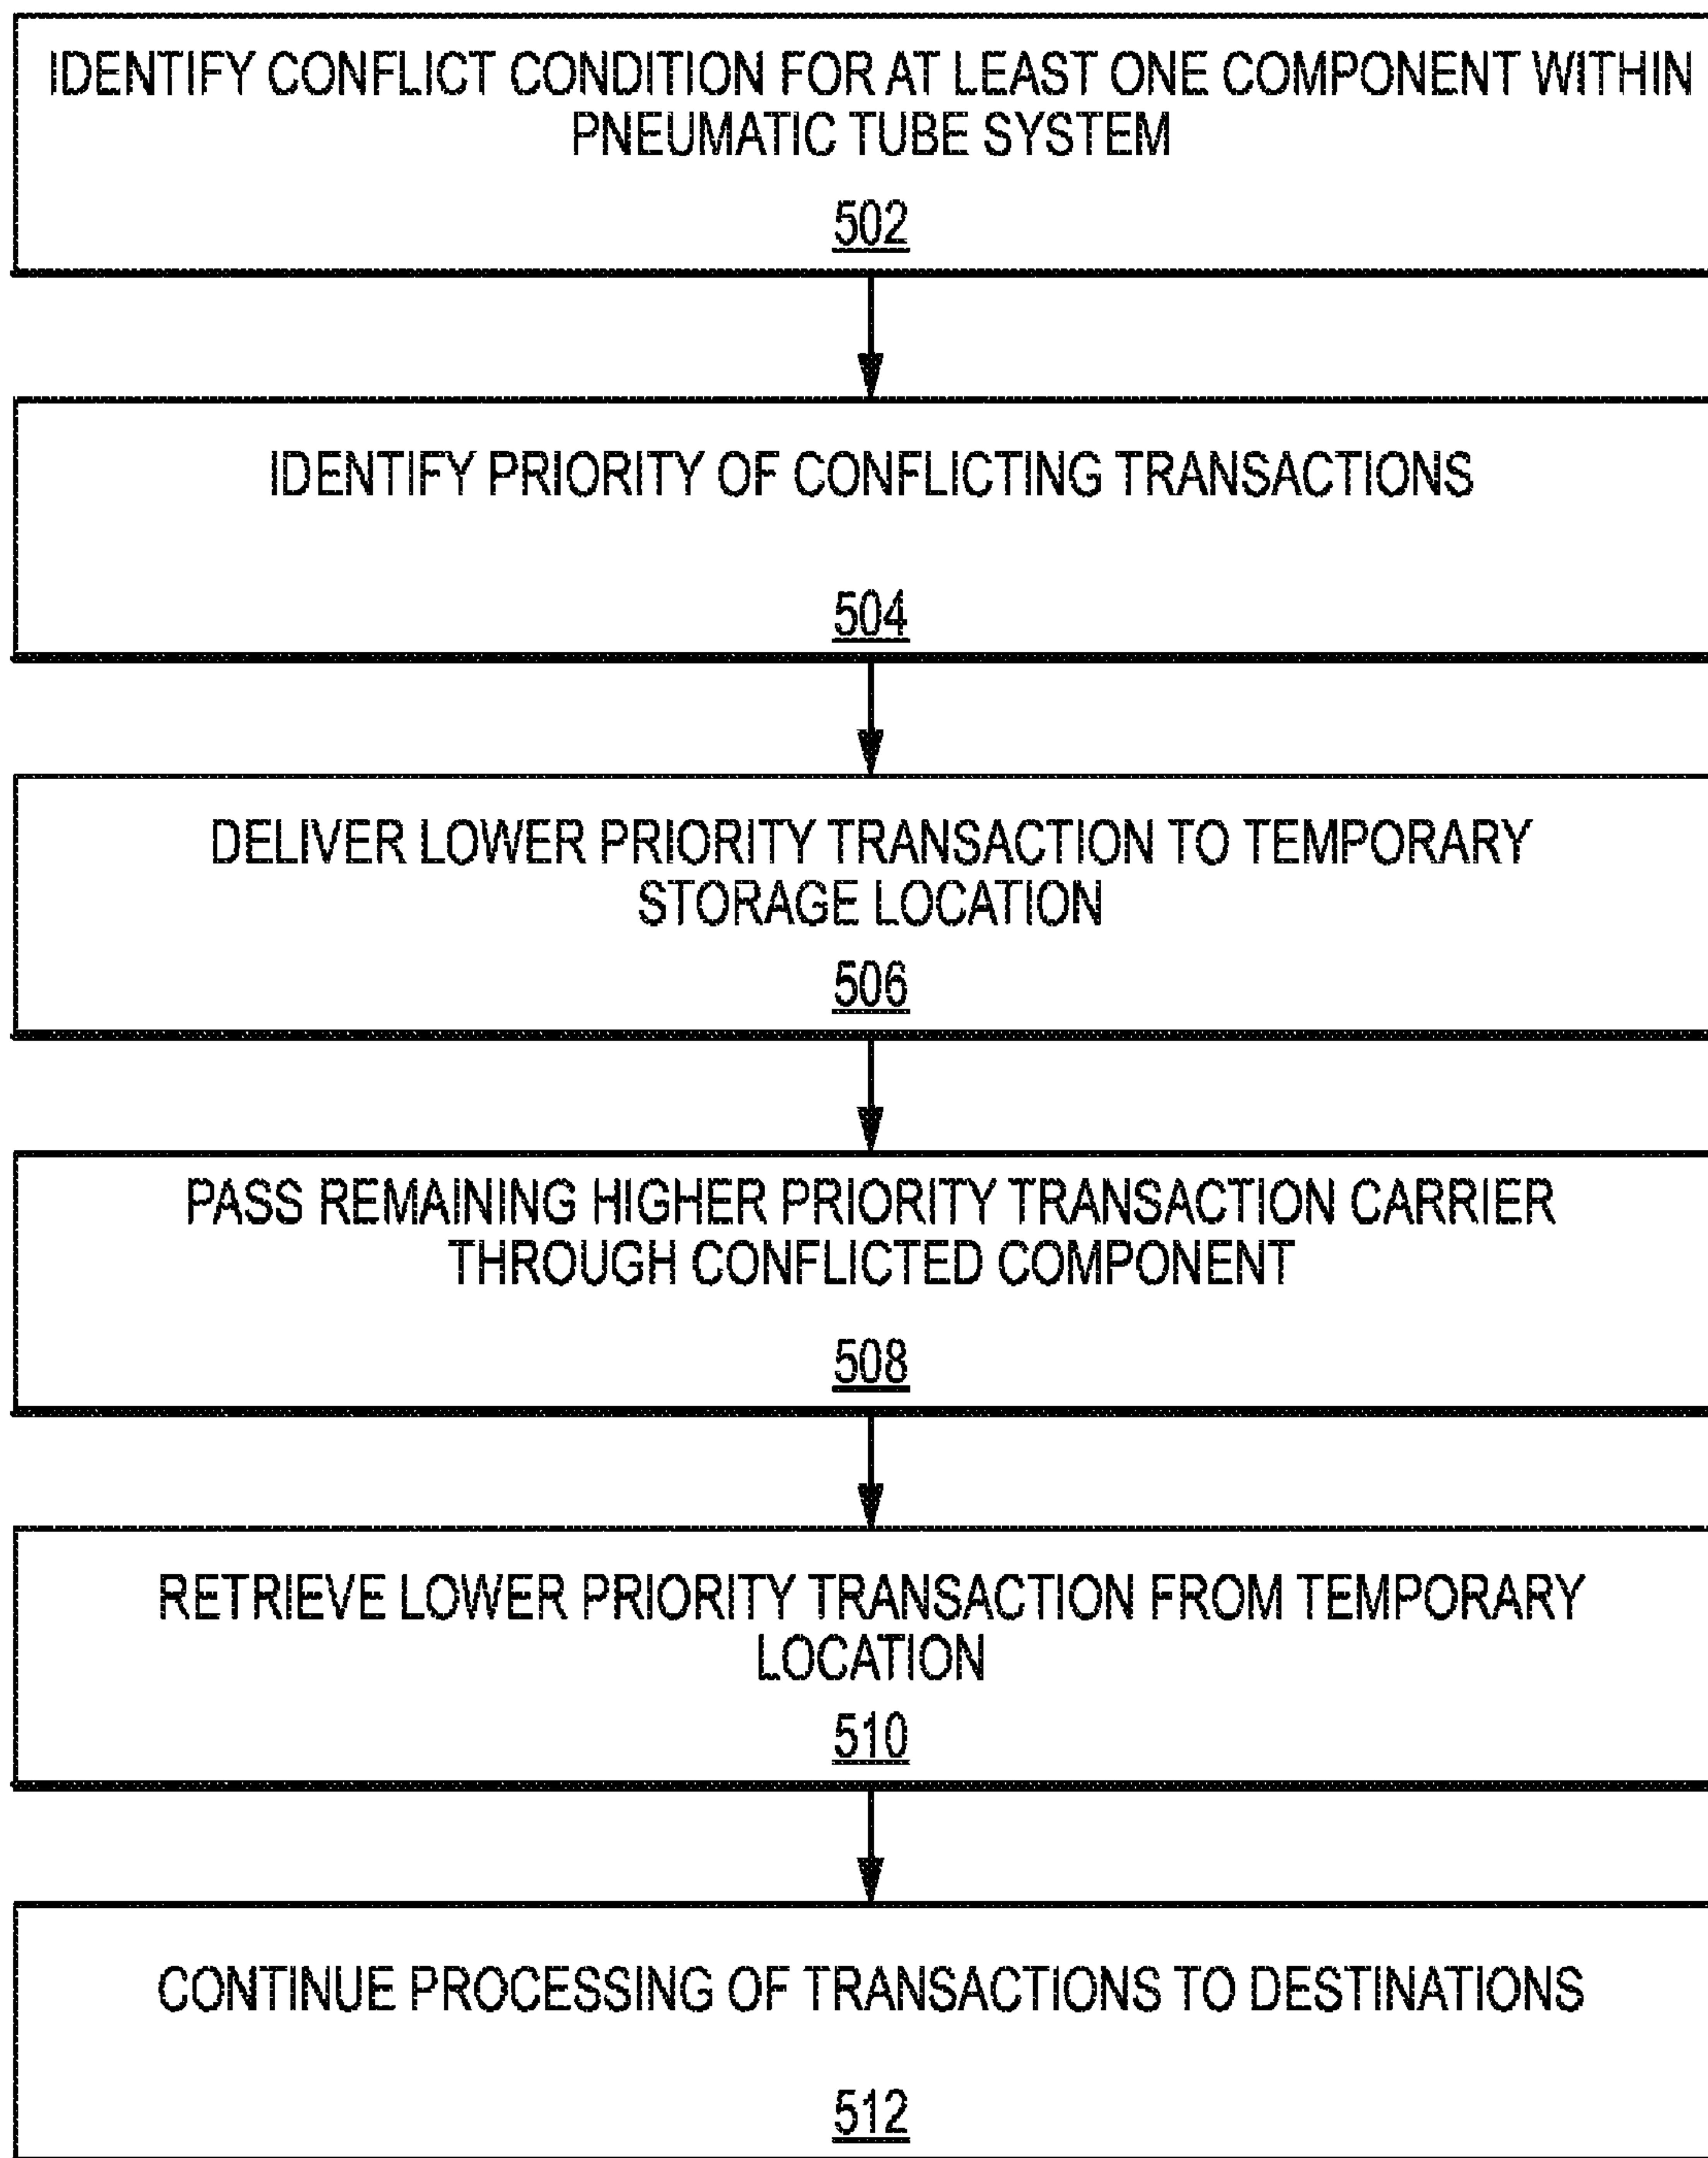 IDENTIFY CONFLICT CONDITION FOR AT LEAST ONE COMPONENT WITHIN
PNEUMATIC TUBE SYSTEM
502
IDENTIFY PRIORITY OF CONFLICTING TRANSACTIONS
504
DELIVER LOWER PRIORITY TRANSACTION TO TEMPORARY
STORAGE LOCATION
506
PASS REMAINING HIGHER PRIORITY TRANSACTION CARRIER
THROUGH CONFLICTED COMPONENT
508
RETRIEVE LOWER PRIORITY TRANSACTION FROM TEMPORARY
LOCATION
510
CONTINUE PROCESSING OF TRANSACTIONS TO DESTINATIONS
512